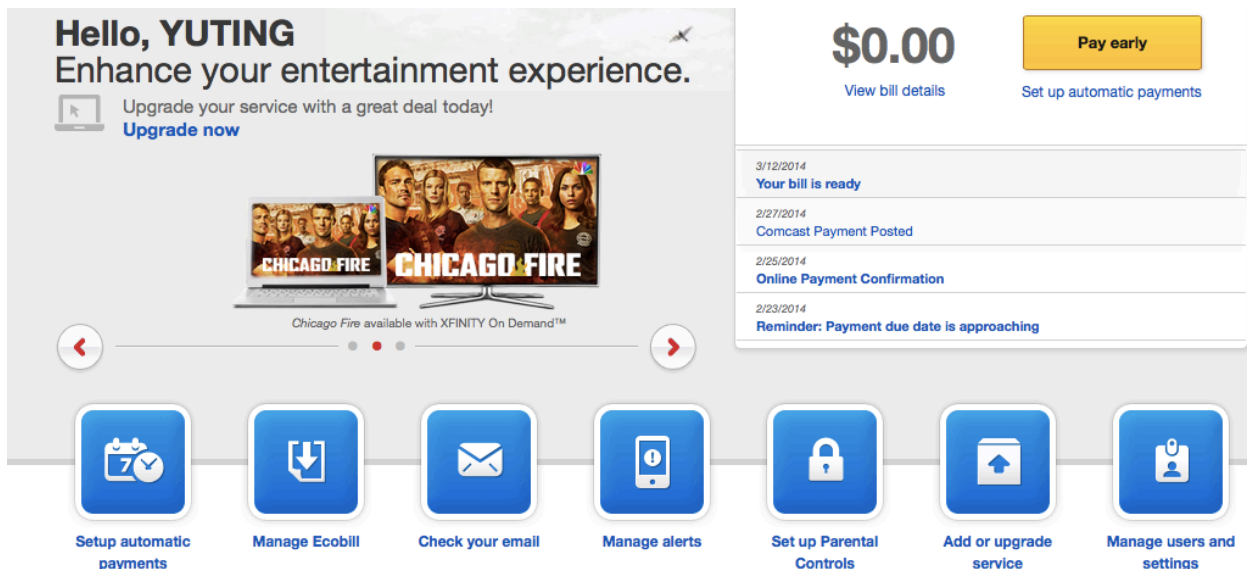 Hello, YUTING
Enhance your entertainment experience.
Upgrade your service with a great deal today!
Upgrade now
CHICAGO FIRE
CHICAGO FIRE
Chicago Fire available with XFINITY On Demand™
$0.00
Pay early
View bill details
Set up automatic payments
3/12/2014
Your bill is ready
2/27/2014
Comcast Payment Posted
2/25/2014
Online Payment Confirmation
2/23/2014
Reminder: Payment due date is approaching
7
Setup automatic
payments
Manage Ecobill
Check your email
Manage alerts
Set up Parental
Controls
Add or upgrade
service
Manage users and
settings